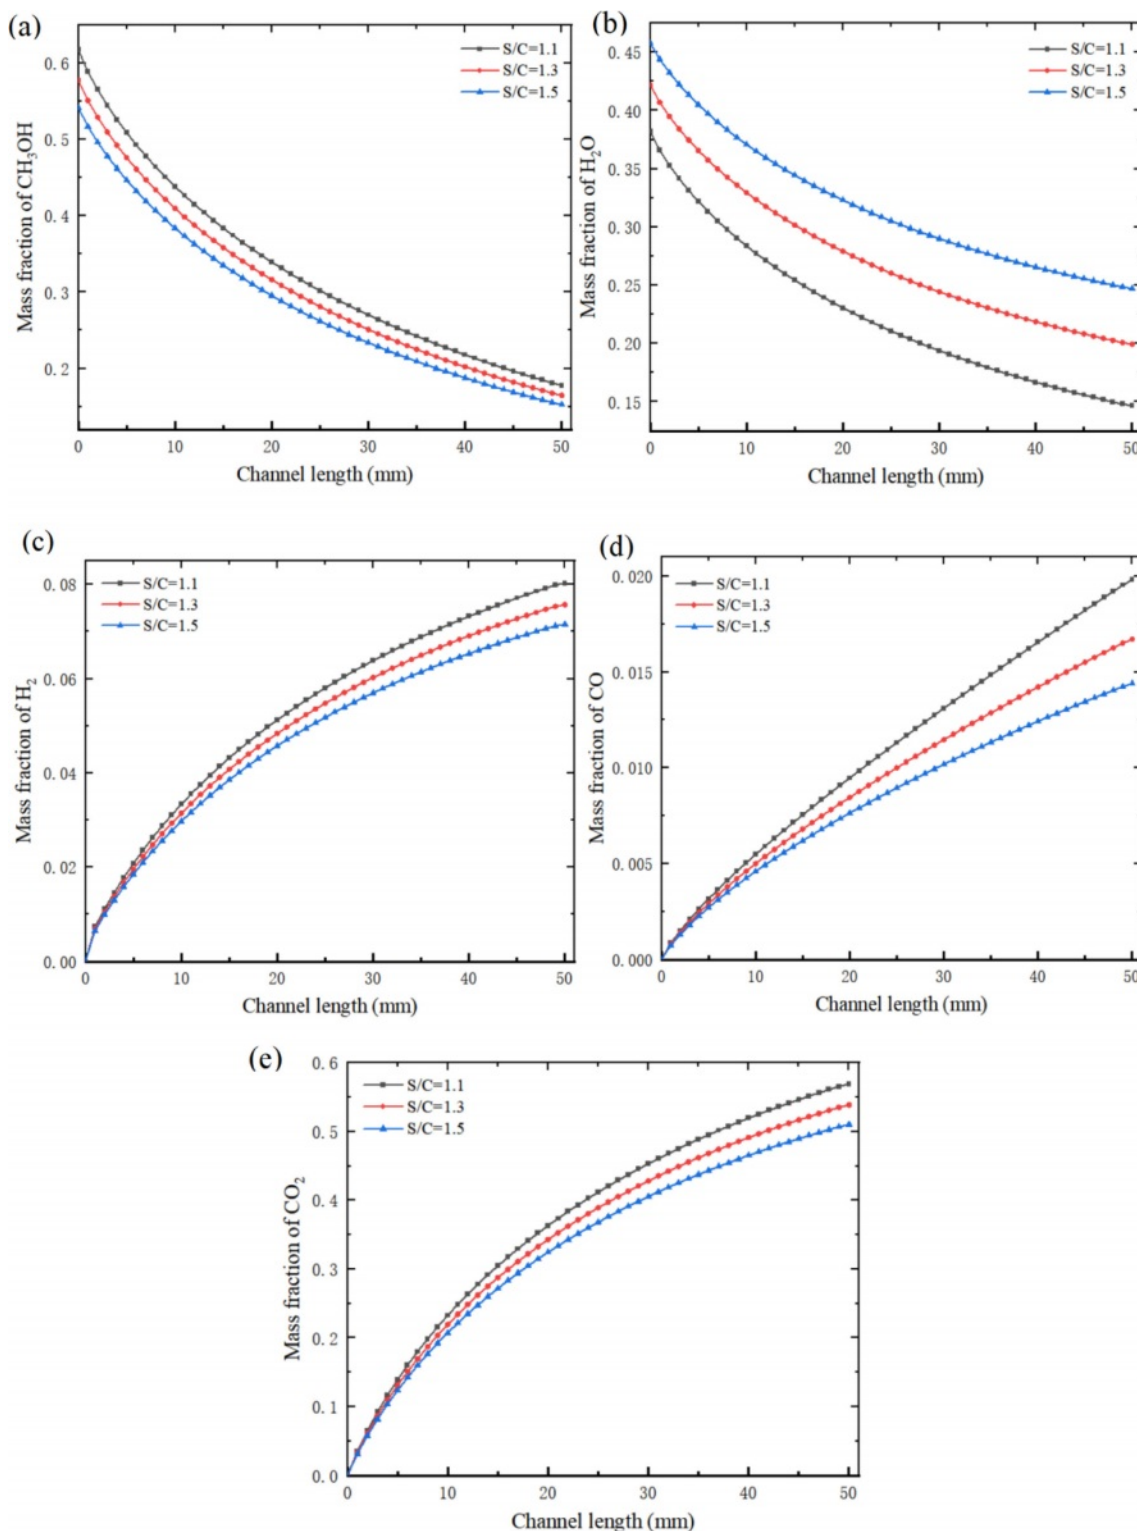 (a)
S/C=1.1
S/C=1.3
S/C=1.5
Mass fraction of CH₃OH
0.6
0.5
0.4
0.3
0.2
0 10 20 30 40 50
Channel length (mm)
(b)
S/C=1.1
S/C=1.3
S/C=1.5
Mass fraction of H₂O
0.45
0.40
0.35
0.30
0.25
0.20
0.15
0 10 20 30 40 50
Channel length (mm)
(c)
S/C=1.1
S/C=1.3
S/C=1.5
Mass fraction of H₂
0.08
0.06
0.04
0.02
0.00
0 10 20 30 40 50
Channel length (mm)
(d)
S/C=1.1
S/C=1.3
S/C=1.5
Mass fraction of CO
0.020
0.015
0.010
0.005
0.000
0 10 20 30 40 50
Channel length (mm)
(e)
S/C=1.1
S/C=1.3
S/C=1.5
Mass fraction of CO₂
0.6
0.5
0.4
0.3
0.2
0.1
0.0
0 10 20 30 40 50
Channel length (mm)